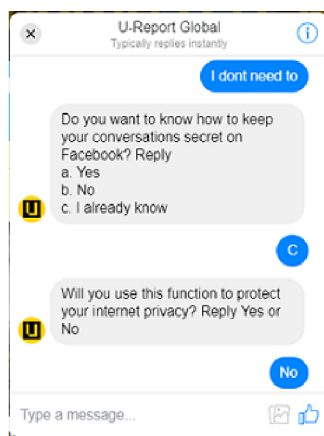 U-Report Global
Typically replies instantly
I dont need to
Do you want to know how to keep
your conversations secret on
Facebook? Reply
a. Yes
b. No
c. I already know
U
C
Will you use this function to protect
your internet privacy? Reply Yes or
No
U
No
Type a message...